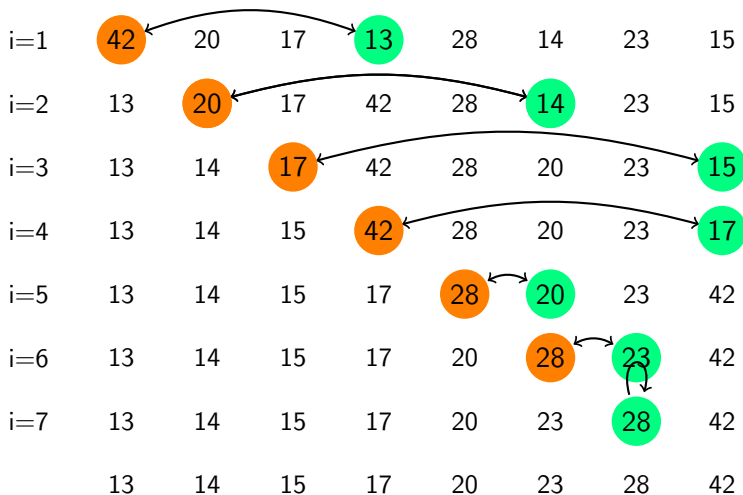 i=1 42 20 17 13 28 14 23 15
i=2 13 20 17 42 28 14 23 15
i=3 13 14 17 42 28 20 23 15
i=4 13 14 15 42 28 20 23 17
i=5 13 14 15 17 28 20 23 42
i=6 13 14 15 17 20 28 23 42
i=7 13 14 15 17 20 23 28 42
13 14 15 17 20 23 28 42